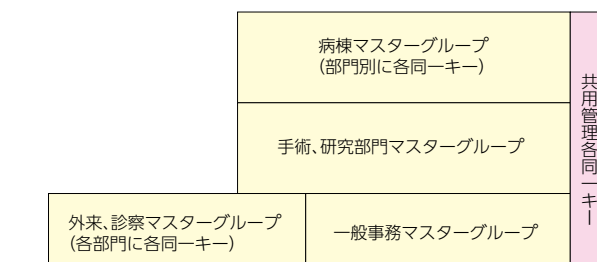 病棟マスターグループ
(部門別に各同一キー)
手術、研究部門マスターグループ
外来、診察マスターグループ
(各部門に各同一キー)
一般事務マスターグループ
共用管理各同一キー